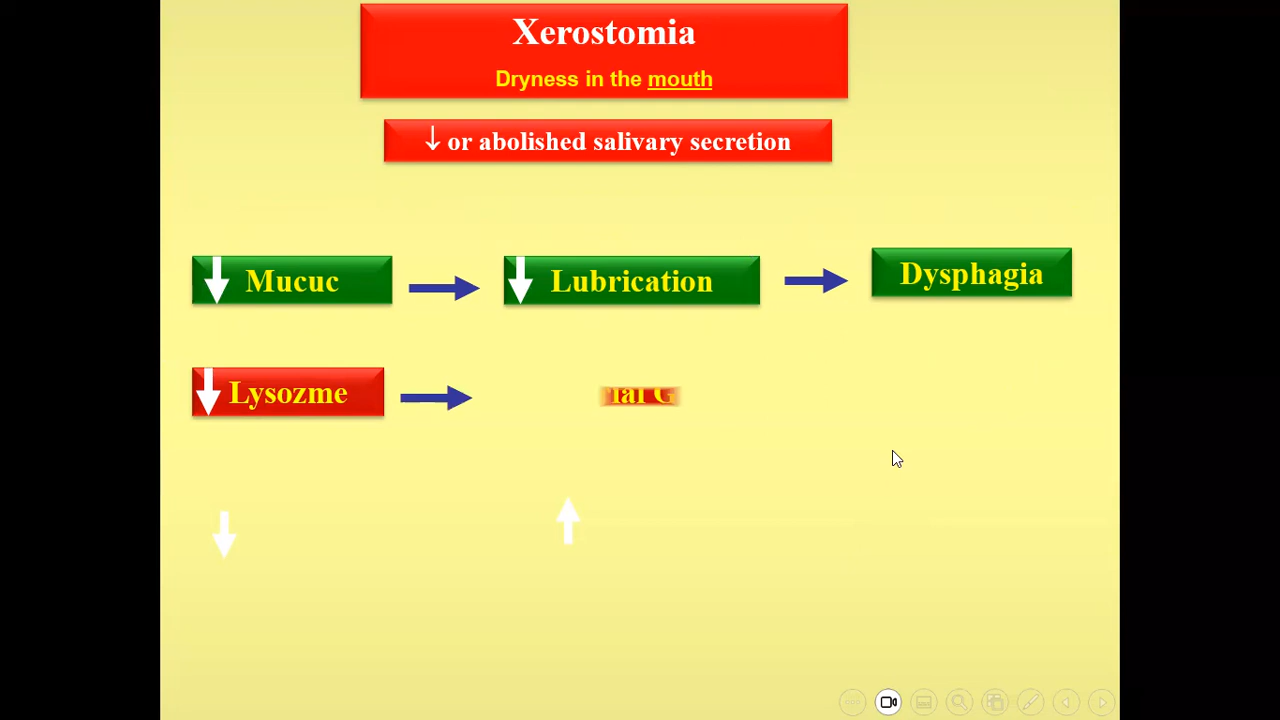 Xerostomia
Dryness in the mouth
↓ or abolished salivary secretion
Mucuc
Lubrication
Dysphagia
Lysozme